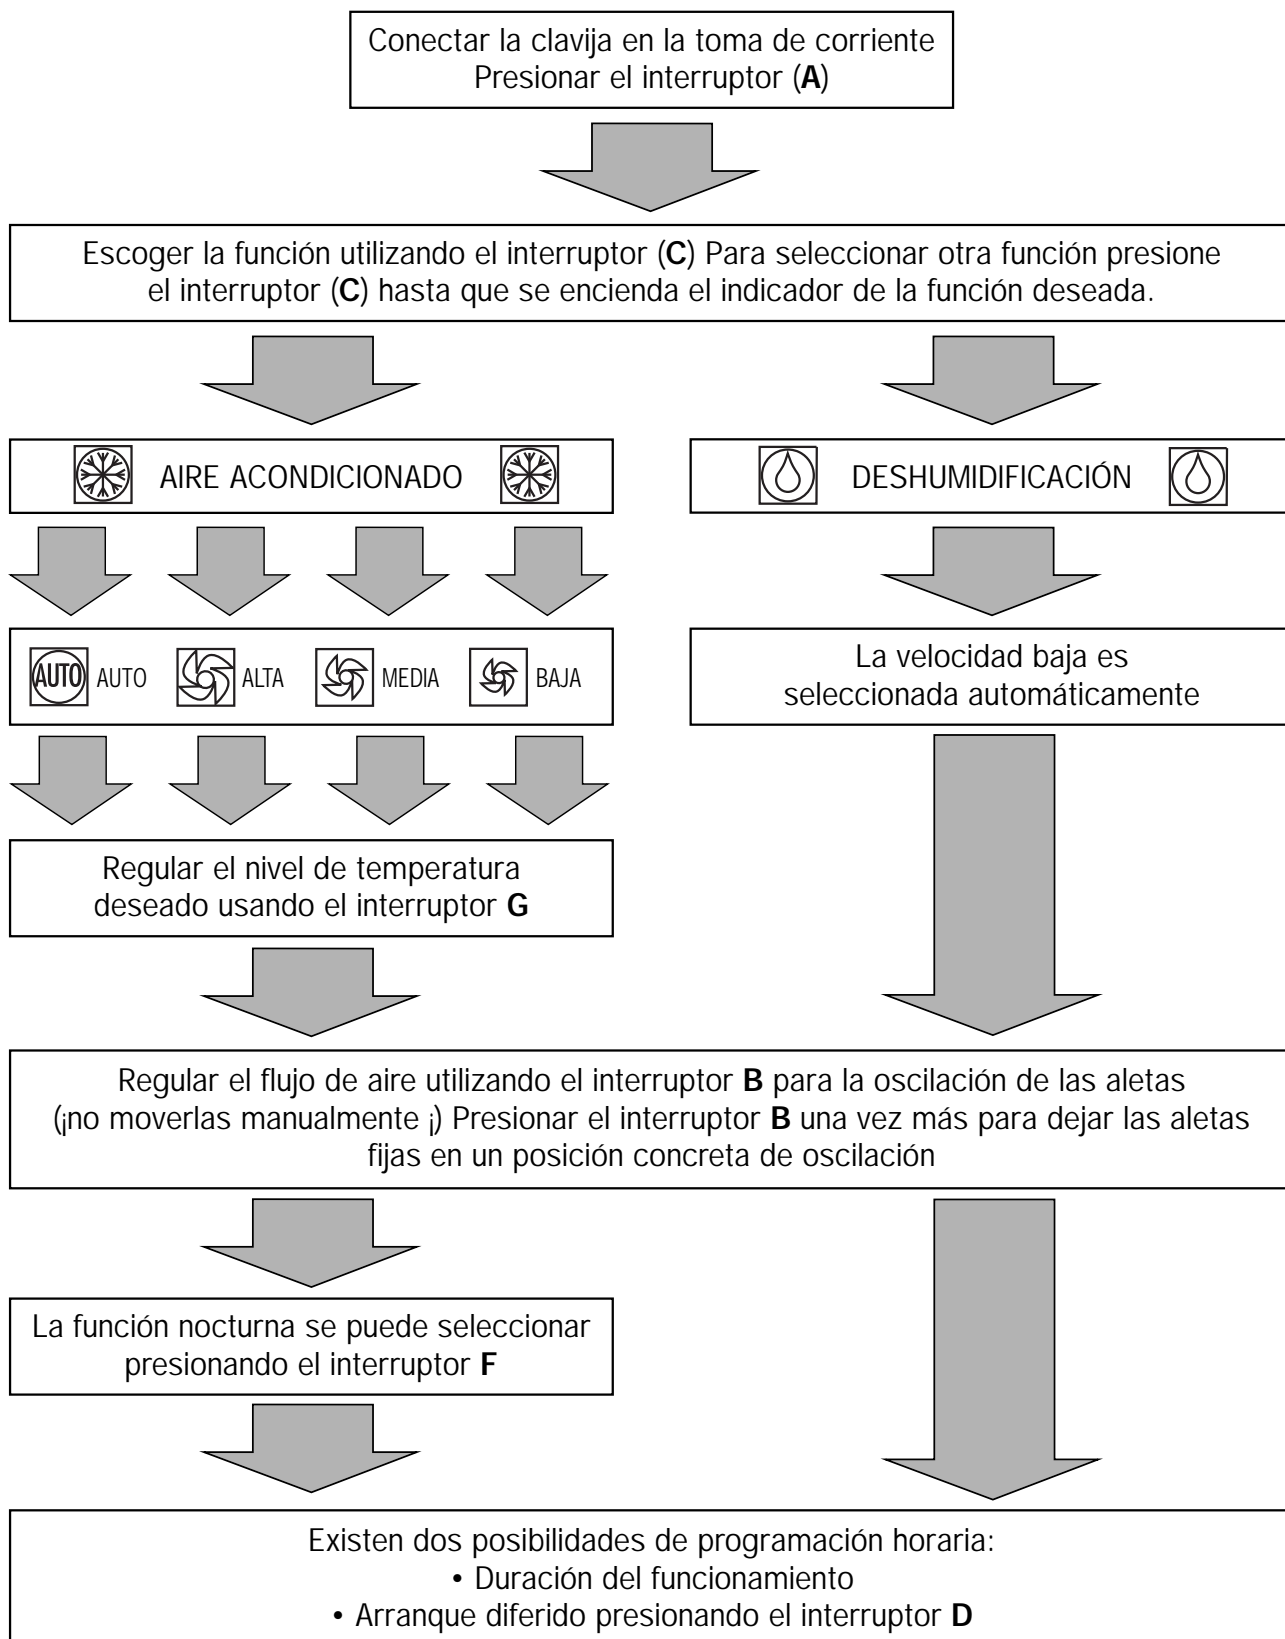 Conectar la clavija en la toma de corriente
Presionar el interruptor (A)
Escoger la función utilizando el interruptor (C) Para seleccionar otra función presione
el interruptor (C) hasta que se encienda el indicador de la función deseada.
AIRE ACONDICIONADO
DESHUMIDIFICACIÓN
AUTO AUTO ALTA MEDIA BAJA
La velocidad baja es
seleccionada automáticamente
Regular el nivel de temperatura
deseado usando el interruptor G
Regular el flujo de aire utilizando el interruptor B para la oscilación de las aletas
(¡no moverlas manualmente ¡) Presionar el interruptor B una vez más para dejar las aletas
fijas en un posición concreta de oscilación
La función nocturna se puede seleccionar
presionando el interruptor F
Existen dos posibilidades de programación horaria:
• Duración del funcionamiento
• Arranque diferido presionando el interruptor D